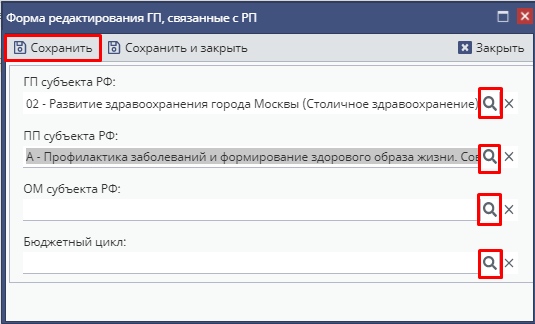 Форма редактирования ГП, связанные с РП
Сохранить Сохранить и закрыть Закрыть
ГП субъекта РФ:
02 - Развитие здравоохранения города Москвы (Столичное здравоохранение)
ПП субъекта РФ:
А - Профилактика заболеваний и формирование здорового образа жизни. Сов
ОМ субъекта РФ:
Бюджетный цикл: